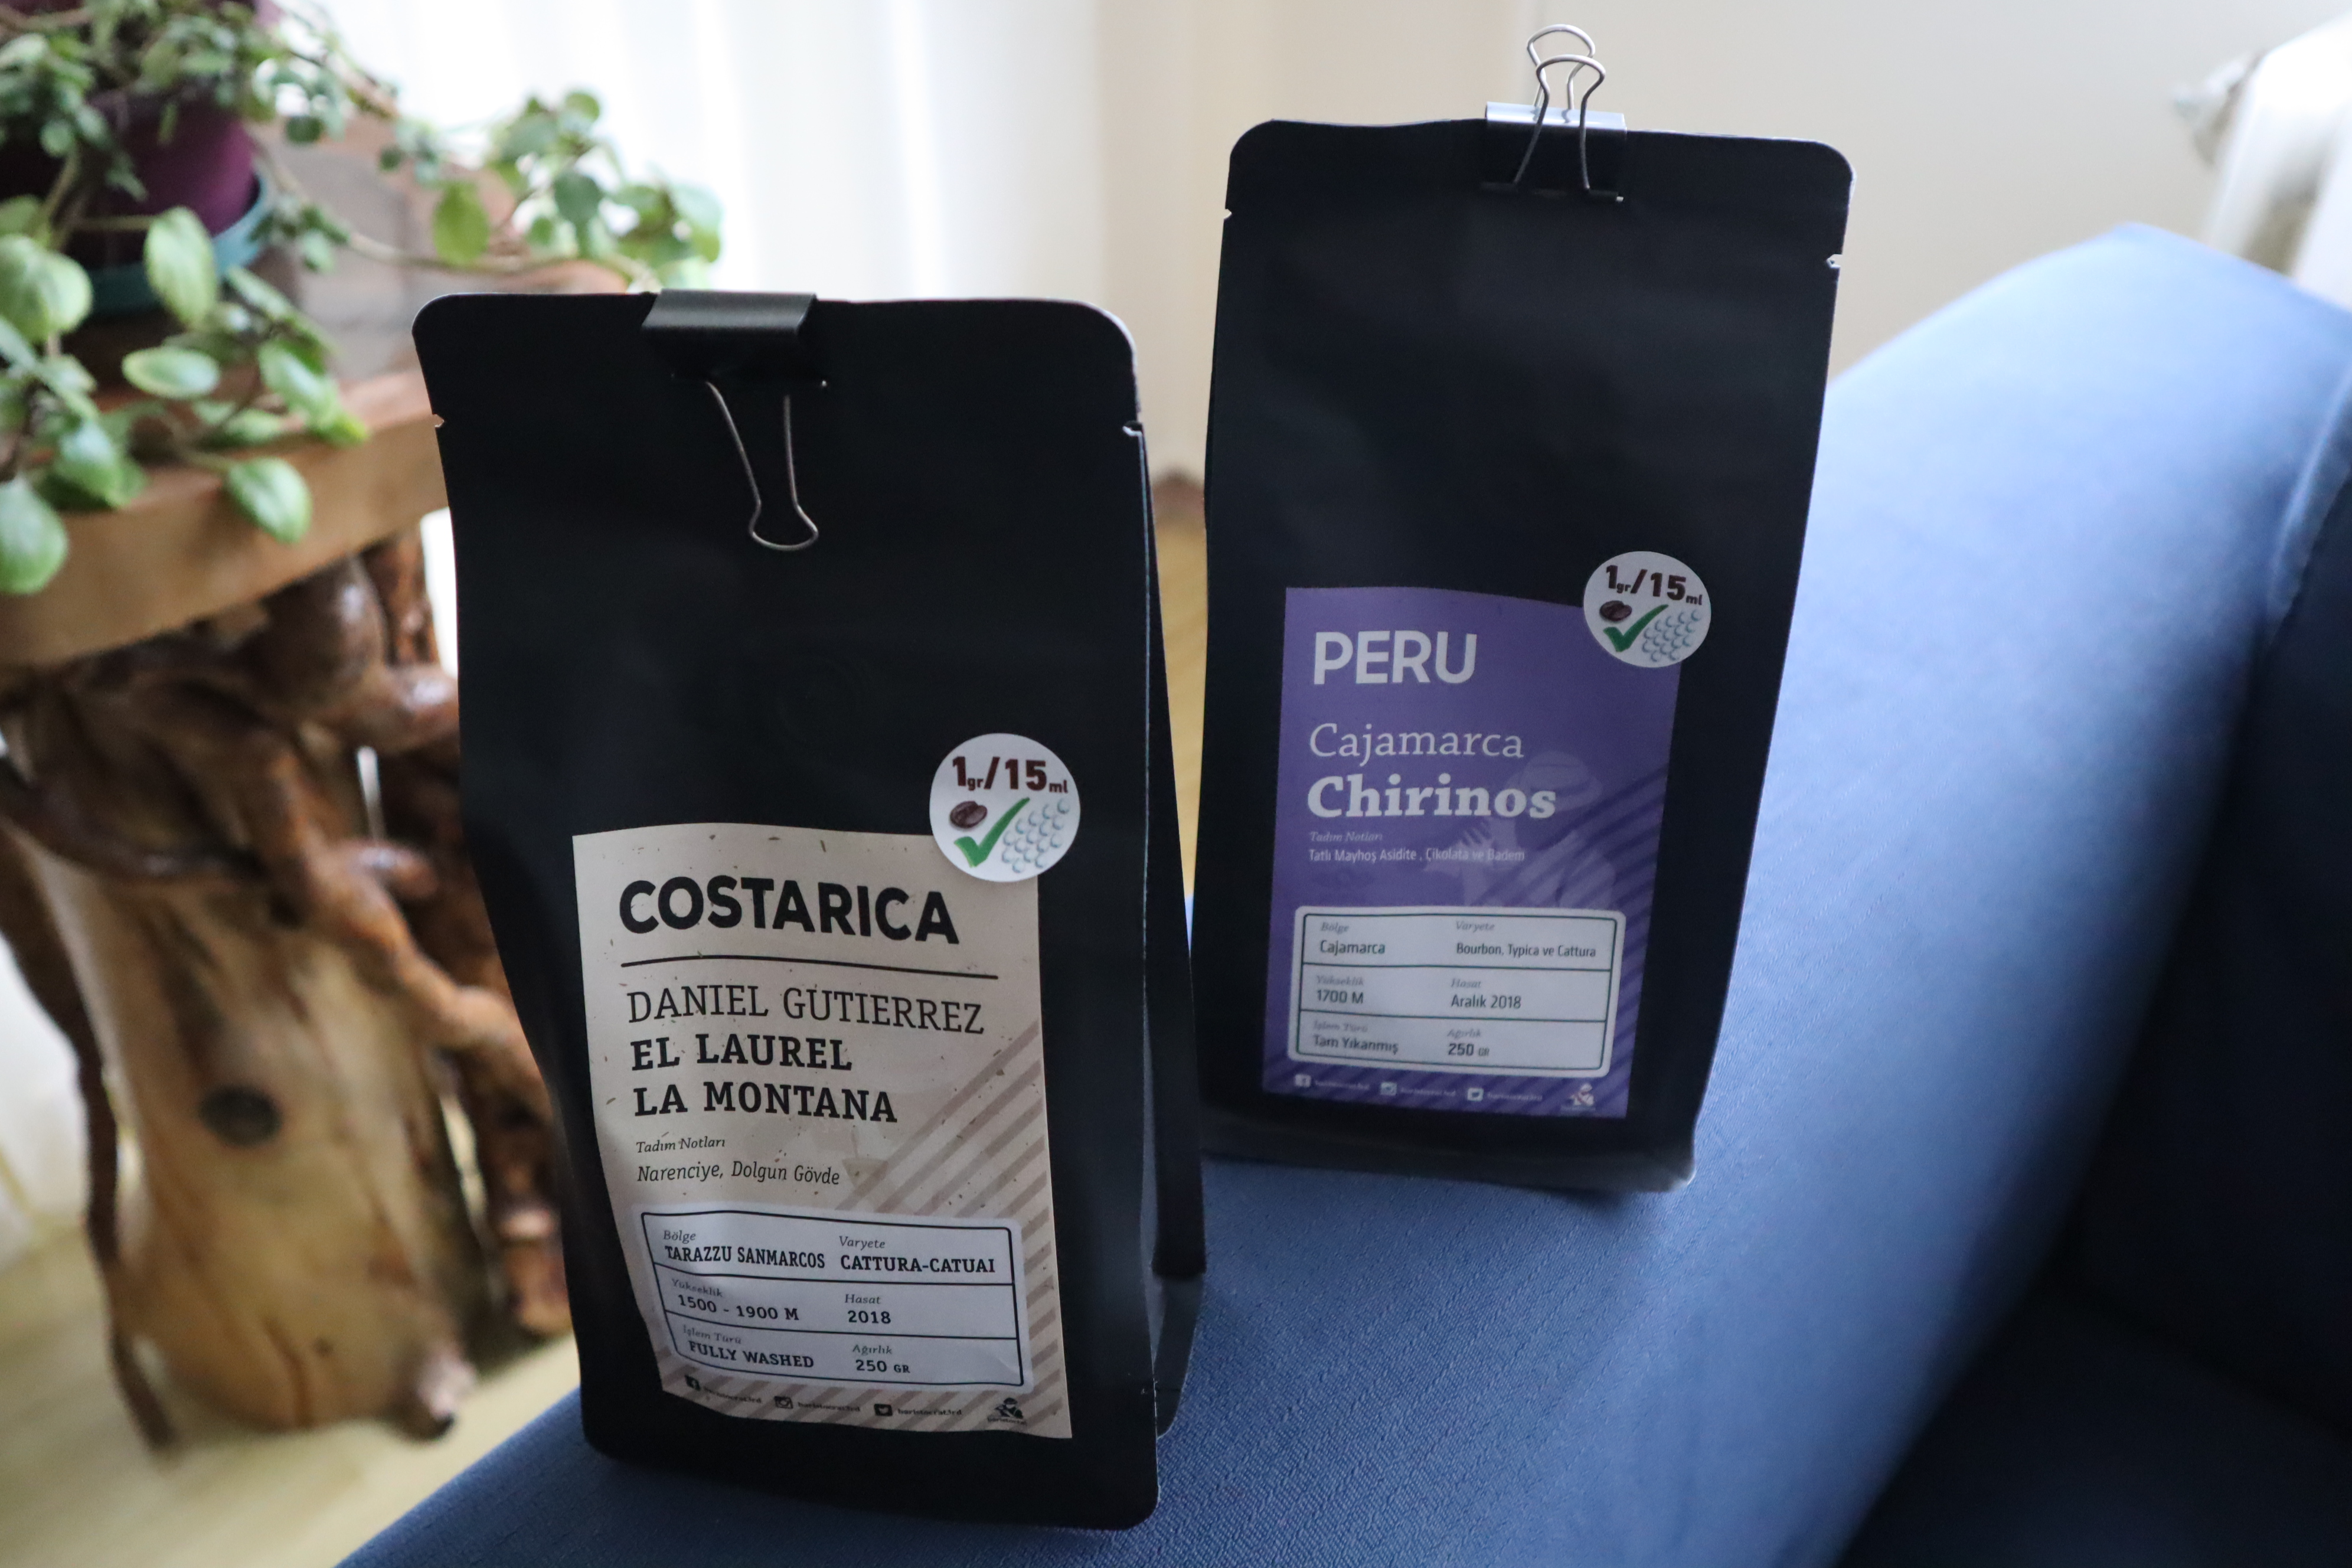 1gr/15ml
COSTARICA
DANIEL GUTIERREZ
EL LAUREL
LA MONTANA
Tadım Notları
Narenciye, Dolgun Gövde
Bölge
TARAZZU SANMARCOS
Varyete
CATTURA-CATUAI
Yükseklik
1500 - 1900 M
Hasat
2018
İşlem Türü
FULLY WASHED
Ağırlık
250 GR
1gr/15ml
PERU
Cajamarca
Chirinos
Tadım Notları
Tatlı Mayhoş Asidite , Çikolata ve Badem
Bölge
Cajamarca
Varyete
Bourbon, Typica ve Cattura
Yükseklik
1700 M
Hasat
Aralık 2018
İşlem Türü
Tam Yıkanmış
Ağırlık
250 GR